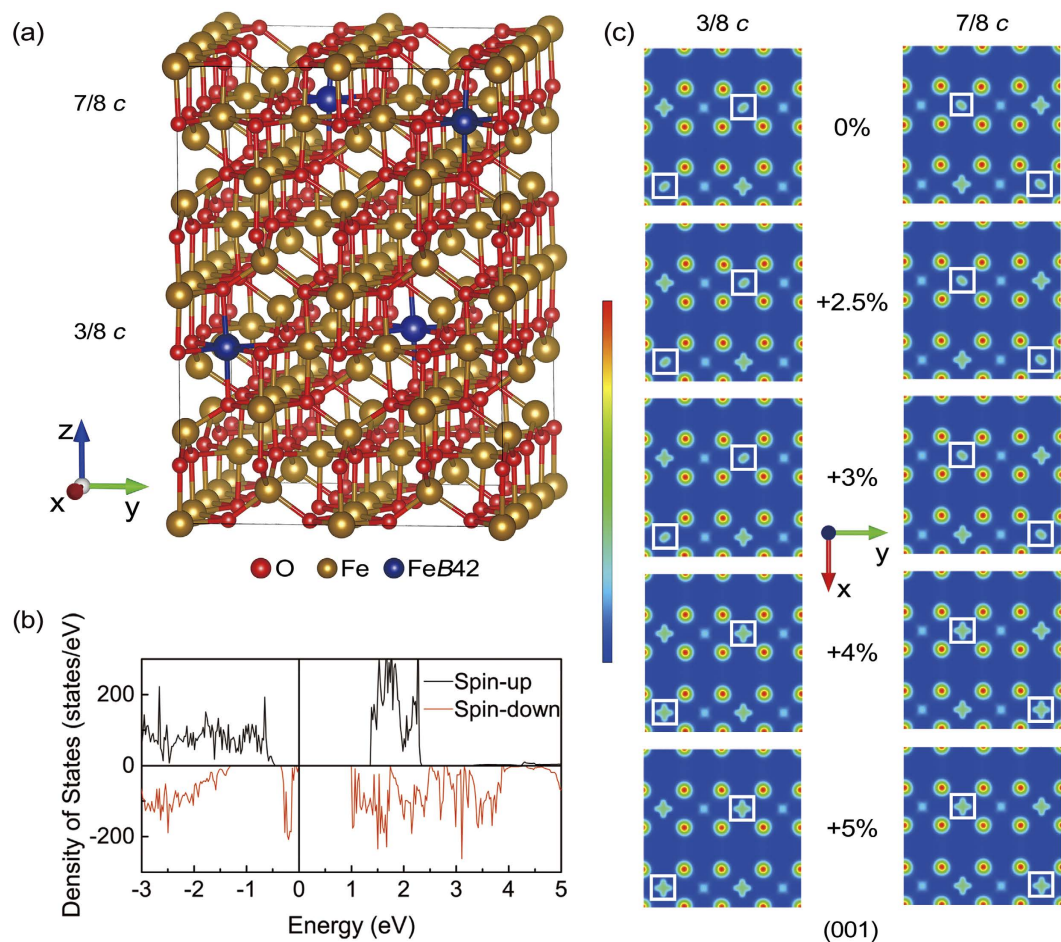 (a)
7/8 c
3/8 c
z
x
y
O Fe FeB42
(b)
Density of States (states/eV)
200
0
-200
Spin-up
Spin-down
-3 -2 -1 0 1 2 3 4 5
Energy (eV)
(c)
3/8 c 7/8 c
0%
+2.5%
+3%
y
x
+4%
+5%
(001)